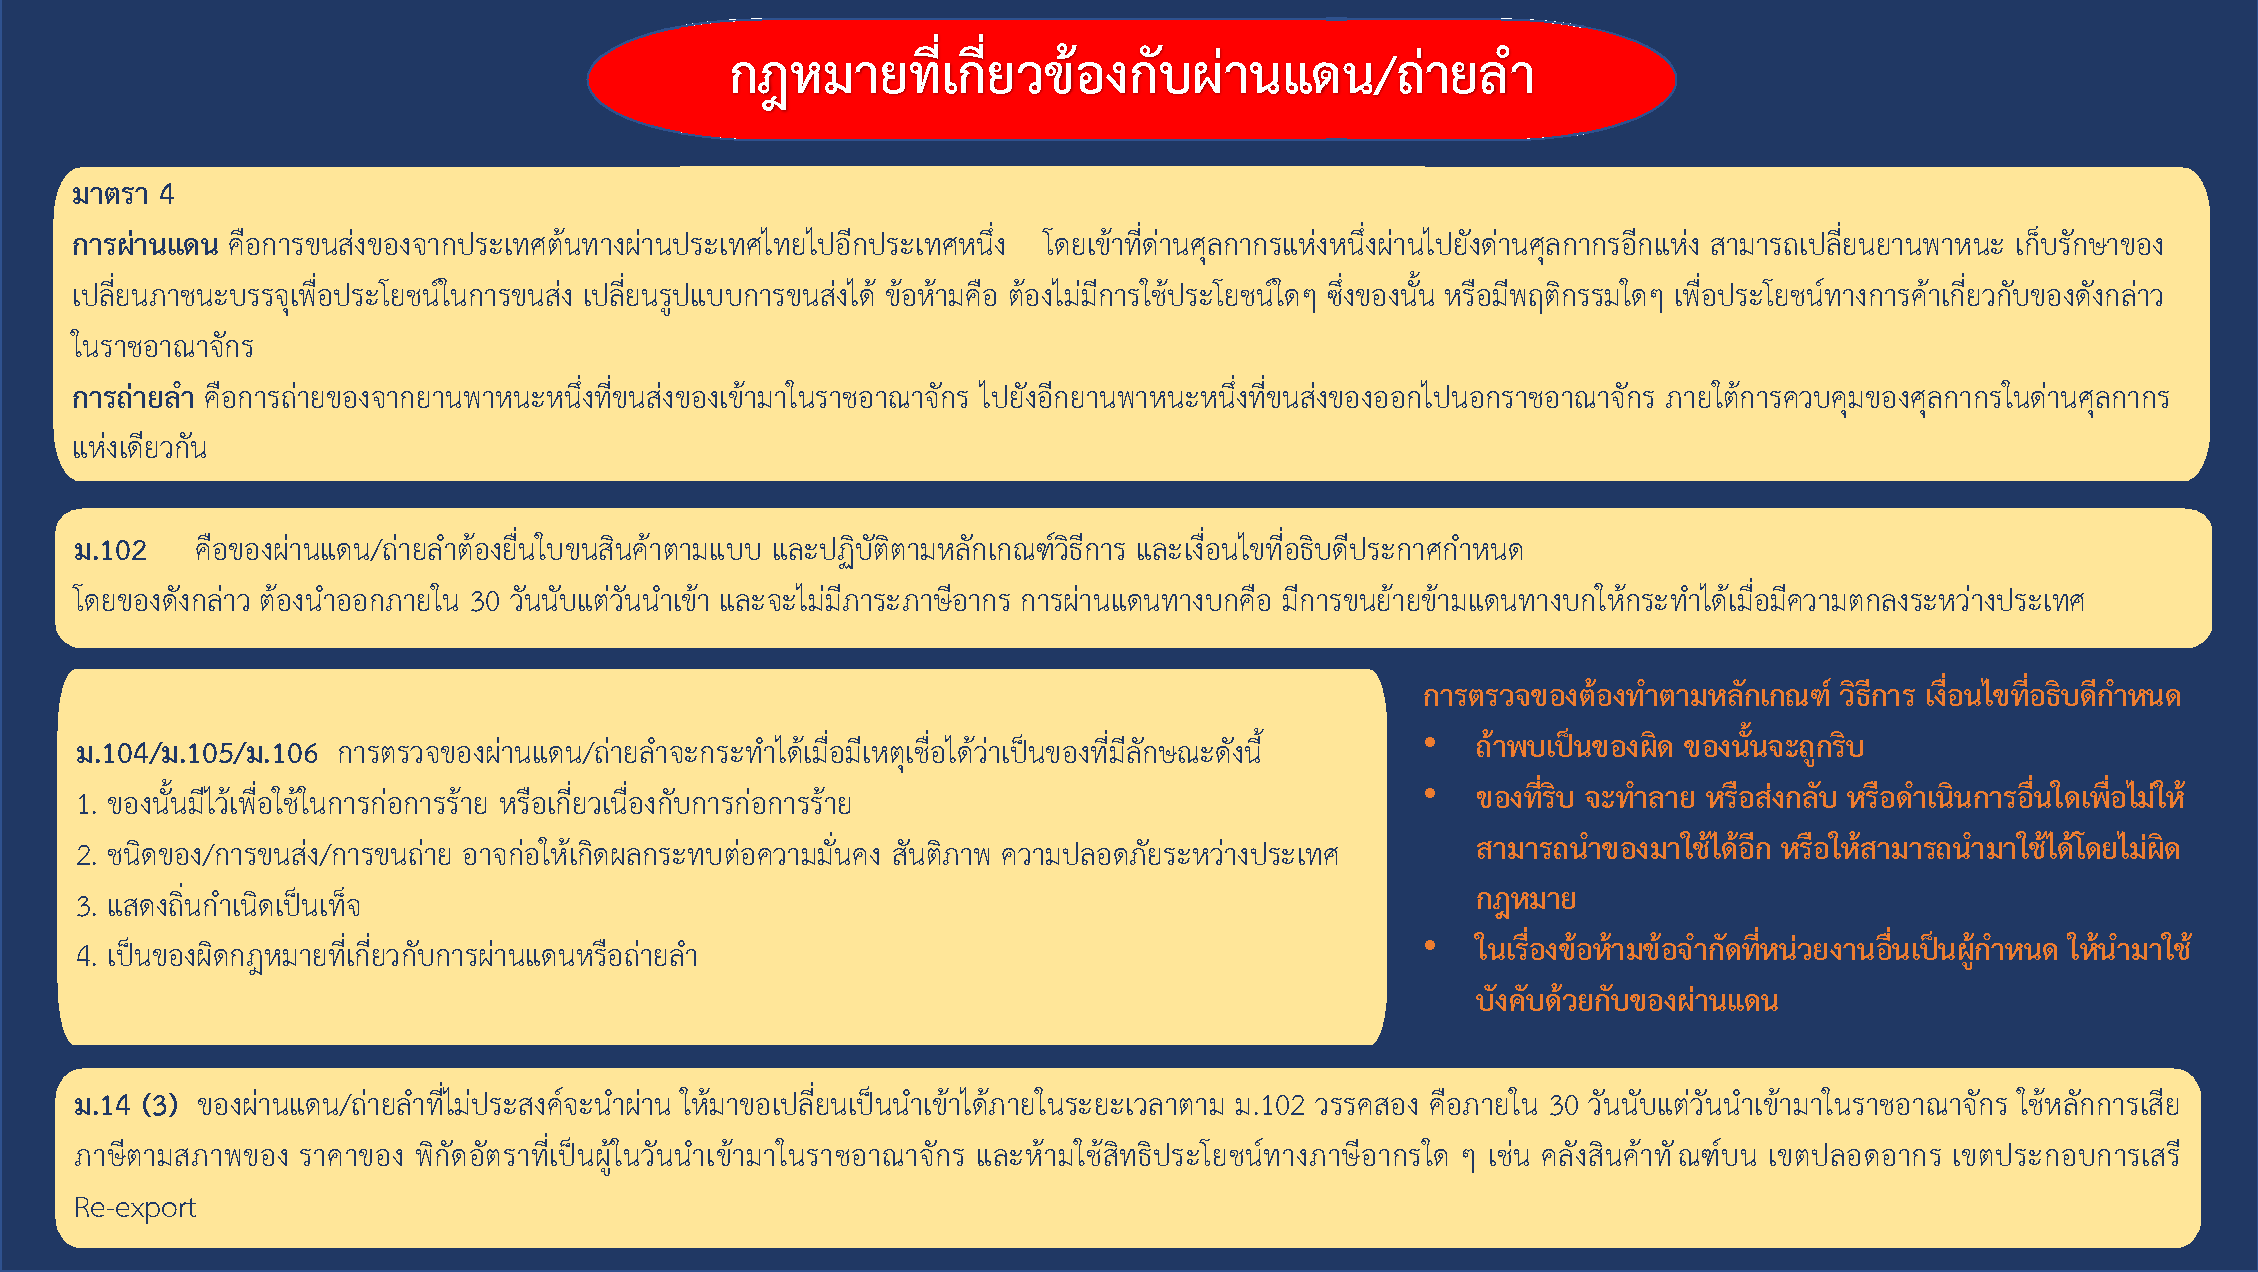 กฎหมายที่เกี่ยวข้องกับผ่านแดน/ถ่ายลำ
มาตรา 4
การผ่านแดน คือการขนส่งของจากประเทศต้นทางผ่านประเทศไทยไปอีกประเทศหนึ่ง โดยเข้าที่ด่านศุลกากรแห่งหนึ่งผ่านไปยังด่านศุลกากรอีกแห่ง สามารถเปลี่ยนยานพาหนะ เก็บรักษาของ
เปลี่ยนภาชนะบรรจุเพื่อประโยชน์ในการขนส่ง เปลี่ยนรูปแบบการขนส่งได้ ข้อห้ามคือ ต้องไม่มีการใช้ประโยชน์ใดๆ ซึ่งของนั้น หรือมีพฤติกรรมใดๆ เพื่อประโยชน์ทางการค้าเกี่ยวกับของดังกล่าว
ในราชอาณาจักร
การถ่ายลำ คือการถ่ายของจากยานพาหนะหนึ่งที่ขนส่งของเข้ามาในราชอาณาจักร ไปยังอีกยานพาหนะหนึ่งที่ขนส่งของออกไปนอกราชอาณาจักร ภายใต้การควบคุมของศุลกากรในด่านศุลกากร
แห่งเดียวกัน
ม.102 คือของผ่านแดน/ถ่ายลำต้องยื่นใบขนสินค้าตามแบบ และปฏิบัติตามหลักเกณฑ์วิธีการ และเงื่อนไขที่อธิบดีประกาศกำหนด
โดยของดังกล่าว ต้องนำออกภายใน 30 วันนับแต่วันนำเข้า และจะไม่มีภาระภาษีอากร การผ่านแดนทางบกคือ มีการขนย้ายข้ามแดนทางบกให้กระทำได้เมื่อมีความตกลงระหว่างประเทศ
ม.104/ม.105/ม.106 การตรวจของผ่านแดน/ถ่ายลำจะกระทำได้เมื่อมีเหตุเชื่อได้ว่าเป็นของที่มีลักษณะดังนี้
1. ของนั้นมีไว้เพื่อใช้ในการก่อการร้าย หรือเกี่ยวเนื่องกับการก่อการร้าย
2. ชนิดของ/การขนส่ง/การขนถ่าย อาจก่อให้เกิดผลกระทบต่อความมั่นคง สันติภาพ ความปลอดภัยระหว่างประเทศ
3. แสดงถิ่นกำเนิดเป็นเท็จ
4. เป็นของผิดกฎหมายที่เกี่ยวกับการผ่านแดนหรือถ่ายลำ
การตรวจของต้องทำตามหลักเกณฑ์ วิธีการ เงื่อนไขที่อธิบดีกำหนด
• ถ้าพบเป็นของผิด ของนั้นจะถูกริบ
• ของที่ริบ จะทำลาย หรือส่งกลับ หรือดำเนินการอื่นใดเพื่อไม่ให้
สามารถนำของมาใช้ได้อีก หรือให้สามารถนำมาใช้ได้โดยไม่ผิด
กฎหมาย
• ในเรื่องข้อห้ามข้อจำกัดที่หน่วยงานอื่นเป็นผู้กำหนด ให้นำมาใช้
บังคับด้วยกับของผ่านแดน
ม.14 (3) ของผ่านแดน/ถ่ายลำที่ไม่ประสงค์จะนำผ่าน ให้มาขอเปลี่ยนเป็นนำเข้าได้ภายในระยะเวลาตาม ม.102 วรรคสอง คือภายใน 30 วันนับแต่วันนำเข้ามาในราชอาณาจักร ใช้หลักการเสีย
ภาษีตามสภาพของ ราคาของ พิกัดอัตราที่เป็นผู้ในวันนำเข้ามาในราชอาณาจักร และห้ามใช้สิทธิประโยชน์ทางภาษีอากรใด ๆ เช่น คลังสินค้าทัณฑ์บน เขตปลอดอากร เขตประกอบการเสรี
Re-export